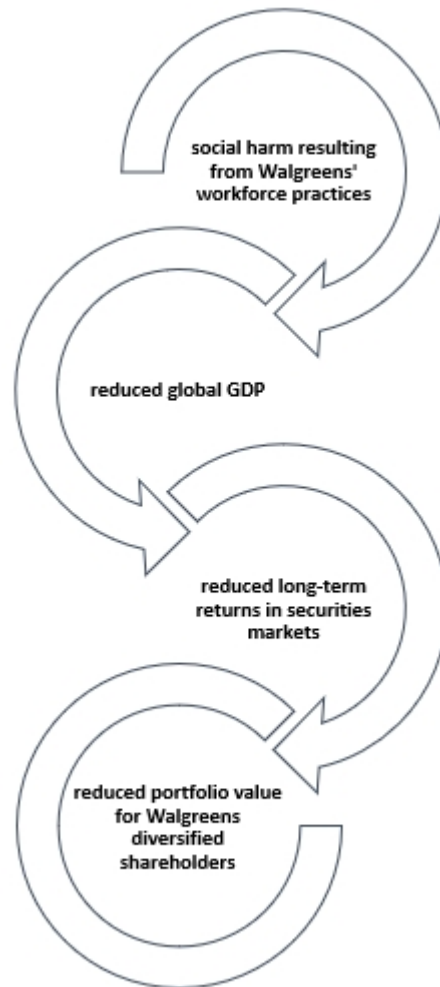 social harm resulting
from Walgreens'
workforce practices
reduced global GDP
reduced long-term
returns in securities
markets
reduced portfolio value
for Walgreens
diversified
shareholders